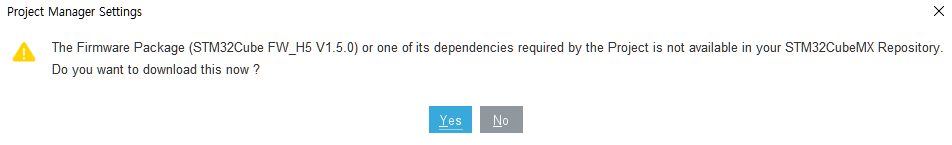 Project Manager Settings
The Firmware Package (STM32Cube FW_H5 V1.5.0) or one of its dependencies required by the Project is not available in your STM32CubeMX Repository.
Do you want to download this now ?
Yes
No